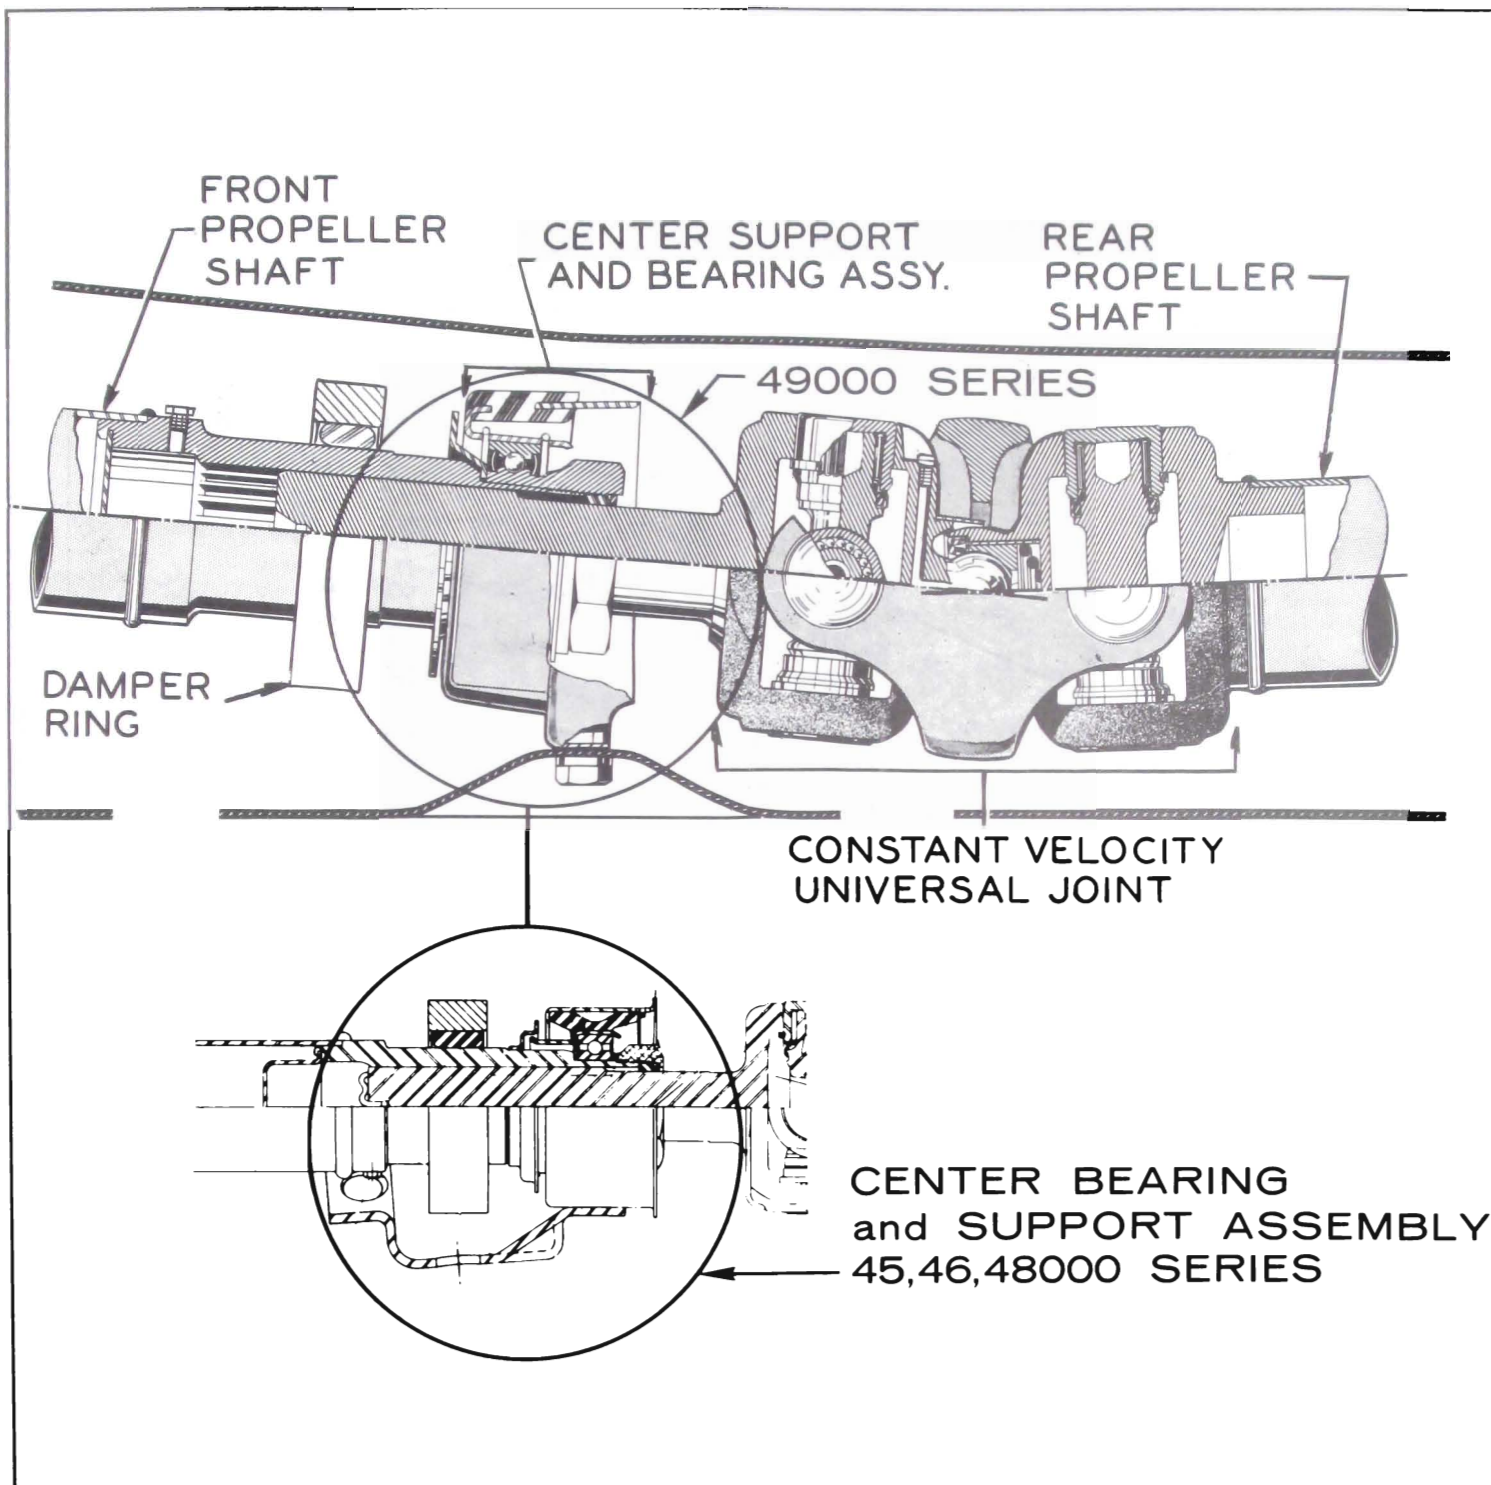 FRONT
PROPELLER
SHAFT
CENTER SUPPORT
AND BEARING ASSY.
REAR
PROPELLER
SHAFT
49000 SERIES
DAMPER
RING
CONSTANT VELOCITY
UNIVERSAL JOINT
CENTER BEARING
and SUPPORT ASSEMBLY
45,46,48000 SERIES